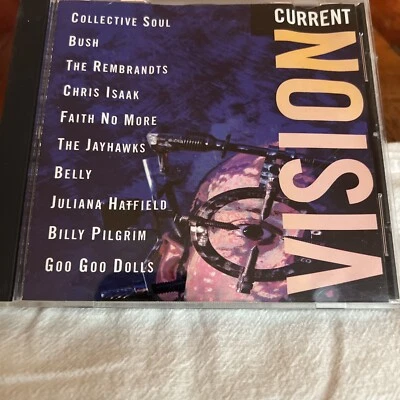 COLLECTIVE SOUL
BUSH
THE REMBRANDTS
CHRIS ISAAK
FAITH NO MORE
THE JAYHAWKS
BELLY
JULIANA HATFIELD
BILLY PILGRIM
GOO GOO DOLLS
CURRENT
VISION